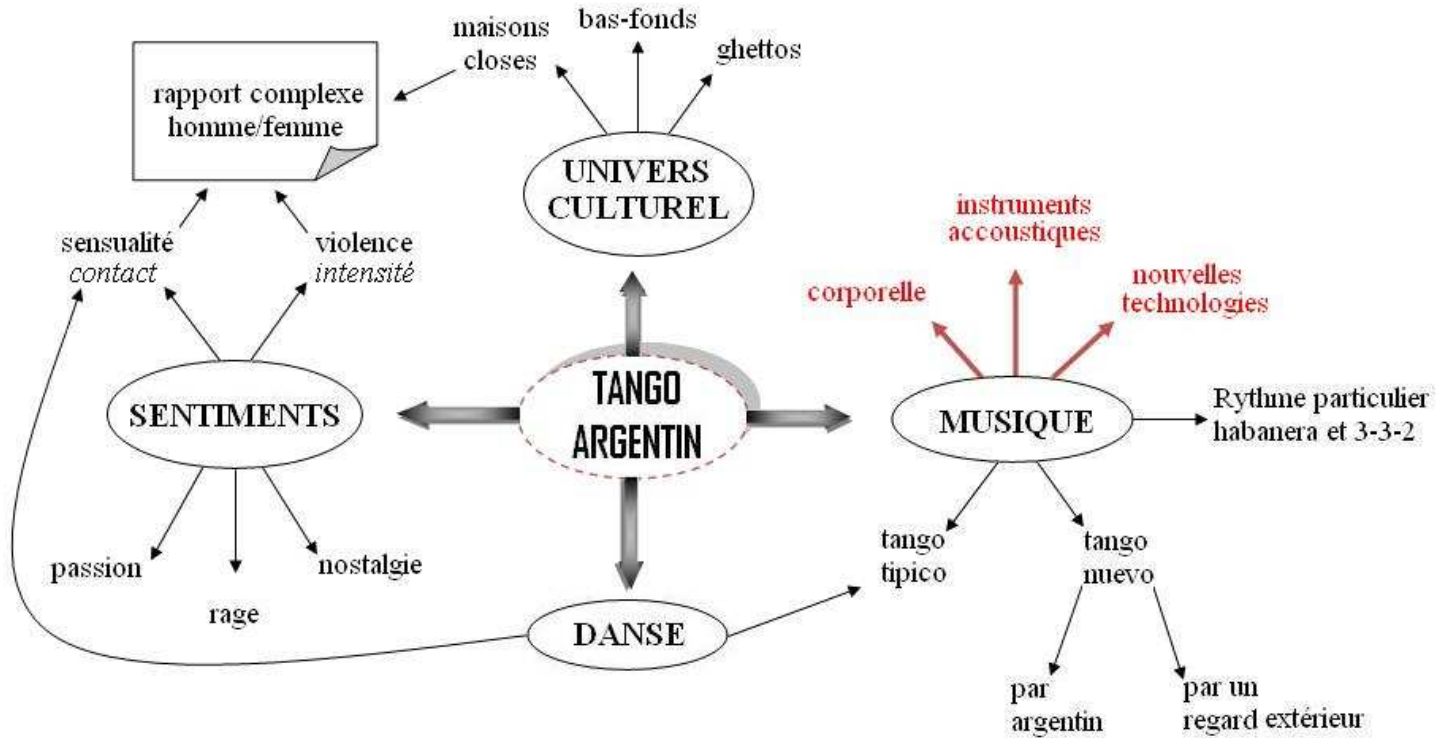 bas-fonds
maisons
closes
ghettos
rapport complexe
homme/femme
UNIVERS
CULTUREL
sensualité
contact
violence
intensité
instruments
accoustiques
corporelle
nouvelles
technologies
SENTIMENTS
TANGO
ARGENTIN
MUSIQUE
Rythme particulier
habanera et 3-3-2
passion
rage
nostalgie
DANSE
tango
tipico
tango
nuevo
par
argentin
par un
regard extérieur